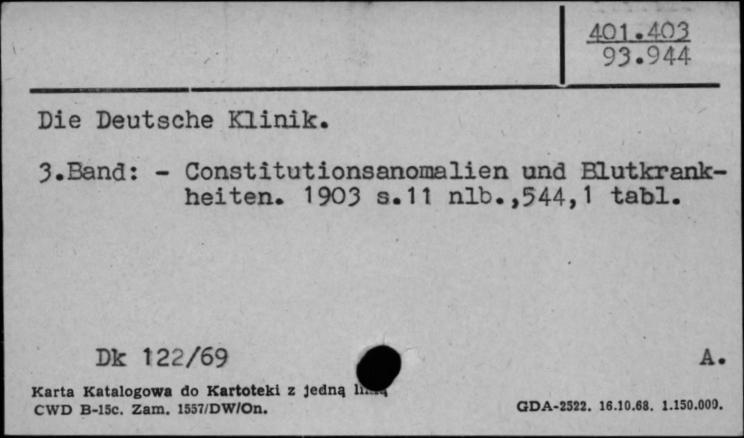 401.403
93.944
Die Deutsche Klinik.
3.Band: - Constitutionsanomalien und Blutkrank-
heiten. 1903 s.11 nlb.,544,1 tabl.
Dk 122/69
A.
Karta Katalogowa do Kartoteki z jedną
CWD B-15c. Zam. 1557/DW/On.
GDA-2522. 16.10.68. 1.150.000.